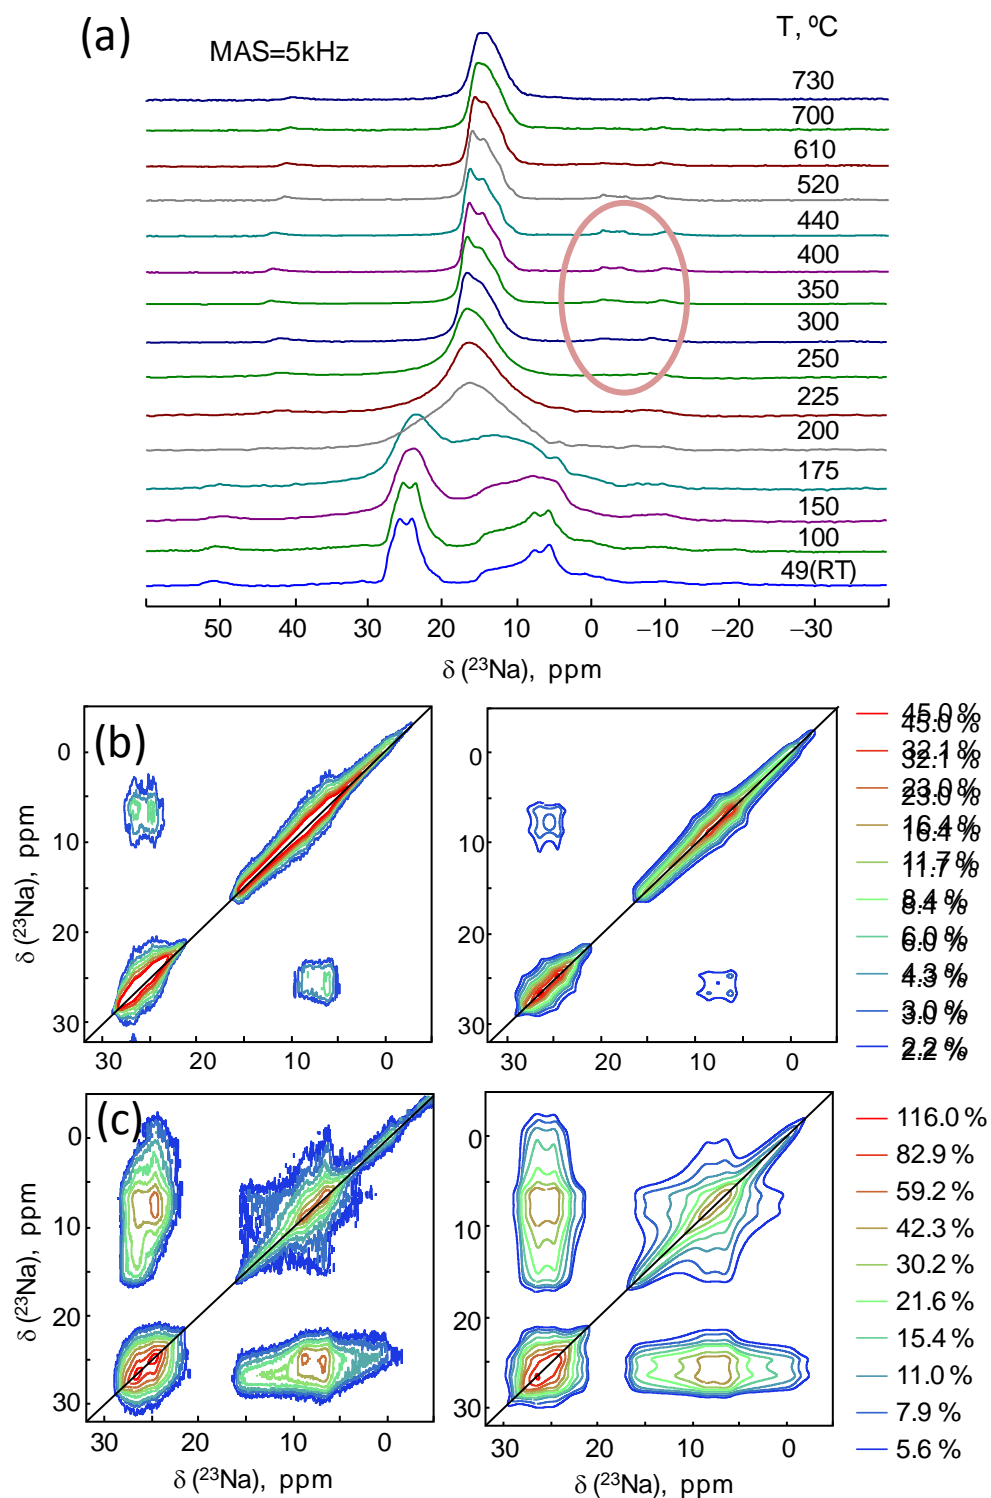 (a)
MAS=5kHz
T, ºC
730
700
610
520
440
400
350
300
250
225
200
175
150
100
49(RT)
50 40 30 20 10 0 −10 −20 −30
δ (²³Na), ppm
(b)
0
10
20
30
δ (²³Na), ppm
30 20 10 0
0
10
20
30
30 20 10 0
45.0 %
32.1 %
23.0 %
16.4 %
11.7 %
8.4 %
6.0 %
4.3 %
3.0 %
2.2 %
(c)
0
10
20
30
δ (²³Na), ppm
30 20 10 0
δ (²³Na), ppm
0
10
20
30
δ (²³Na), ppm
30 20 10 0
δ (²³Na), ppm
116.0 %
82.9 %
59.2 %
42.3 %
30.2 %
21.6 %
15.4 %
11.0 %
7.9 %
5.6 %